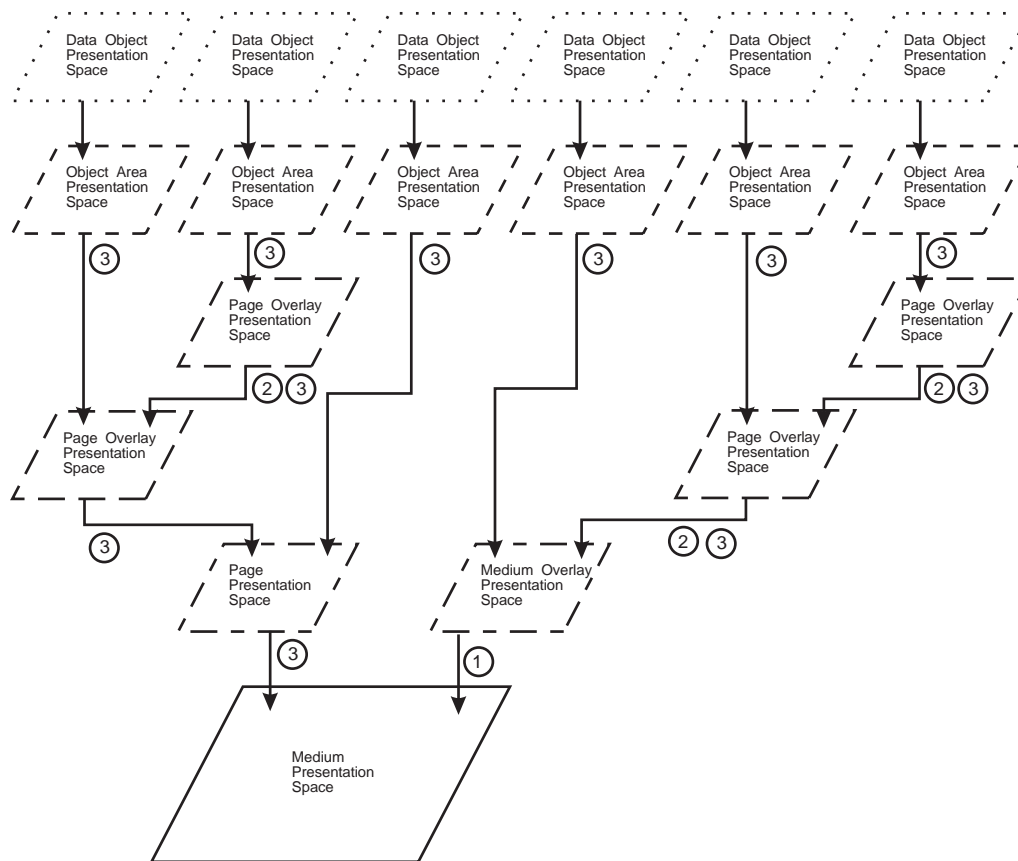 Data Object
Presentation
Space
Data Object
Presentation
Space
Data Object
Presentation
Space
Data Object
Presentation
Space
Data Object
Presentation
Space
Data Object
Presentation
Space
Object Area
Presentation
Space
Object Area
Presentation
Space
Object Area
Presentation
Space
Object Area
Presentation
Space
Object Area
Presentation
Space
Object Area
Presentation
Space
3
3
3
3
3
3
Page Overlay
Presentation
Space
Page Overlay
Presentation
Space
2 3
2 3
Page Overlay
Presentation
Space
Page Overlay
Presentation
Space
3
2 3
Page
Presentation
Space
Medium Overlay
Presentation
Space
3
1
Medium
Presentation
Space